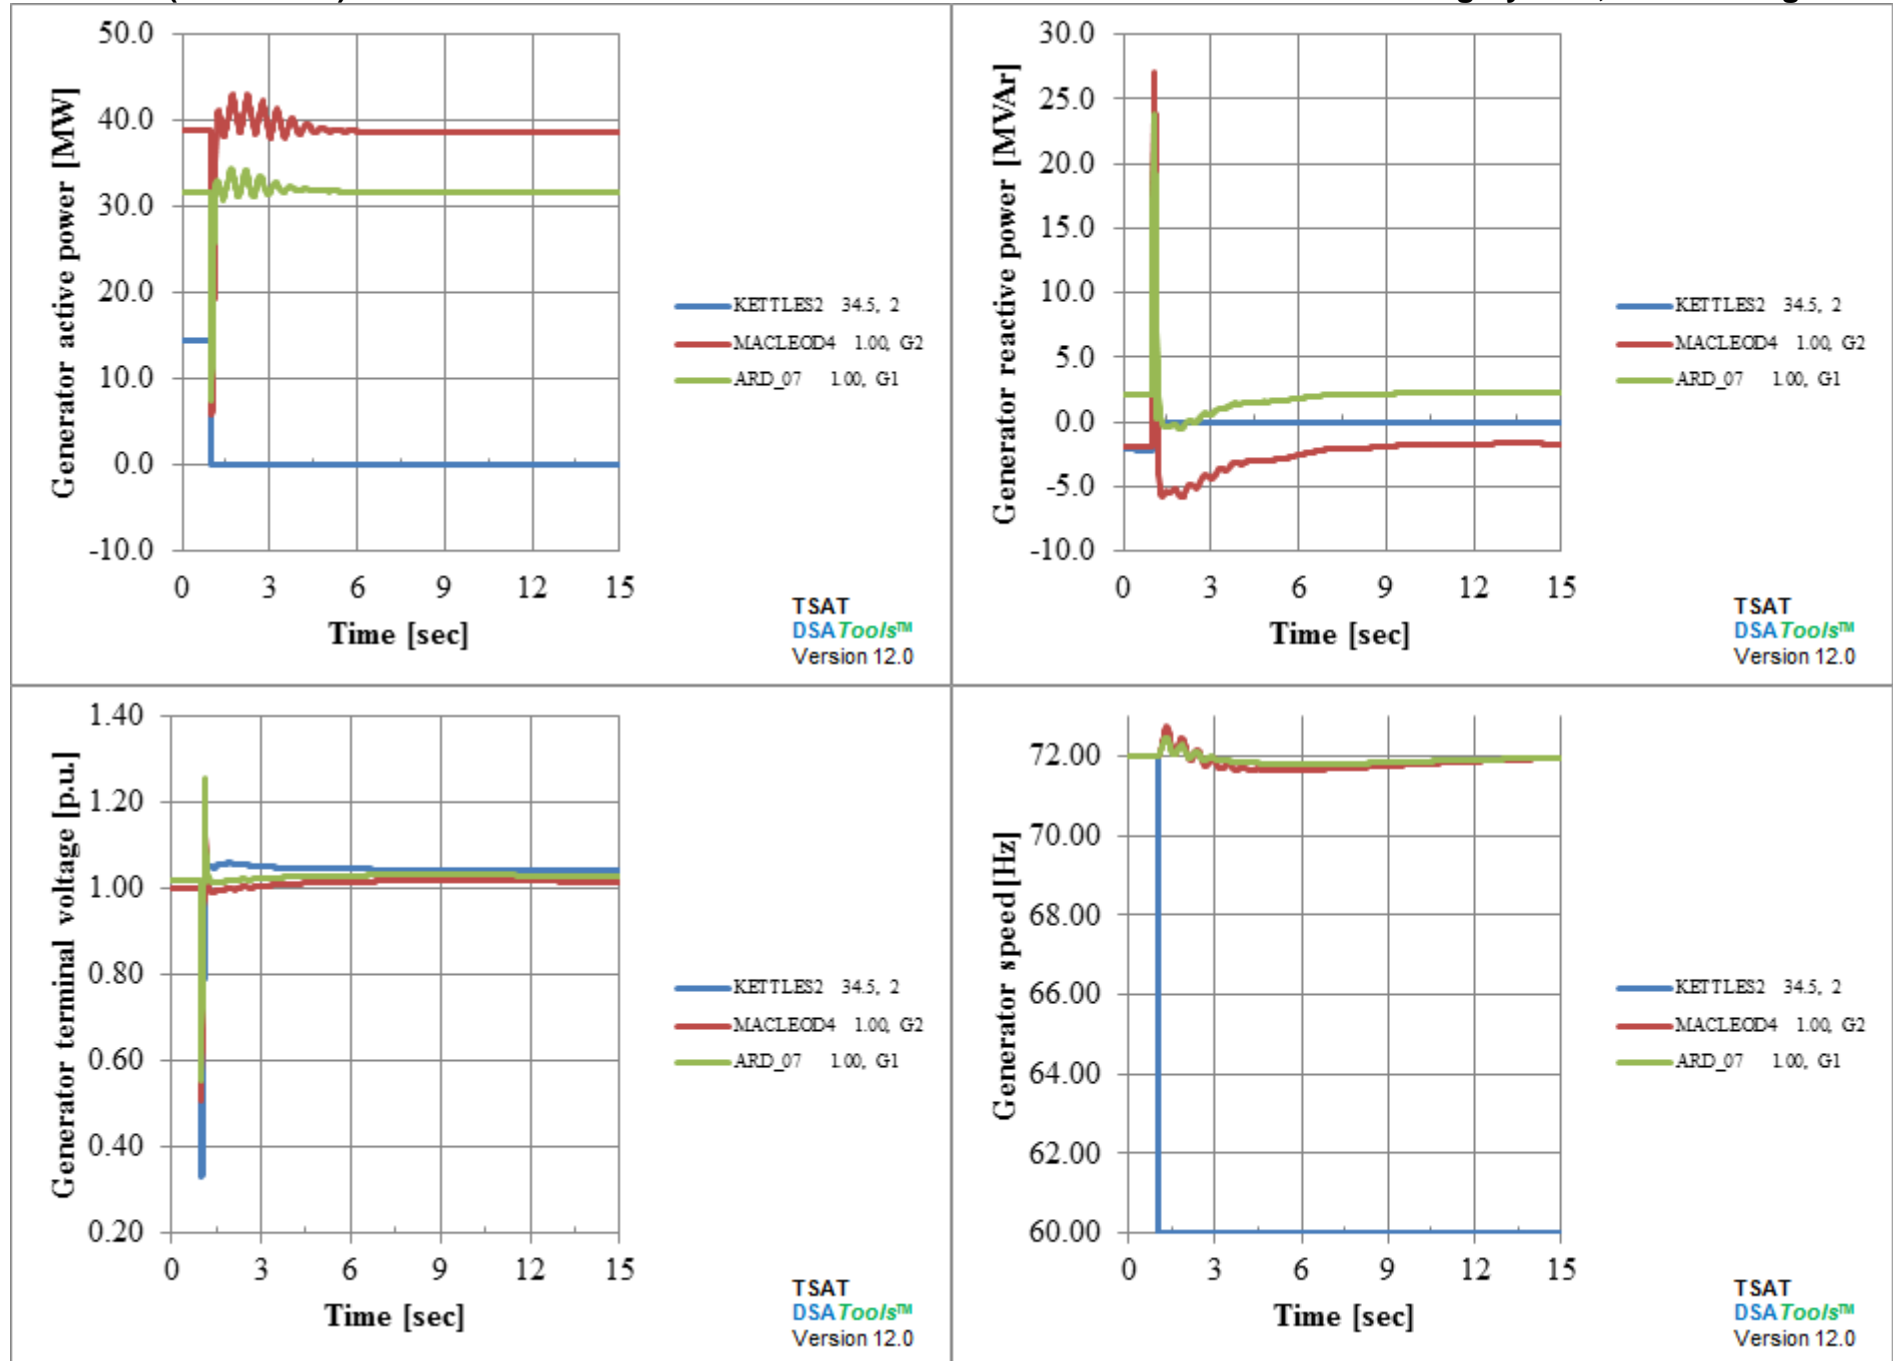 50.0
40.0
30.0
20.0
10.0
0.0
-10.0
0 3 6 9 12 15
Generator active power [MW]
Time [sec]
KETTLES2 34.5, 2
MACLEOD4 1.00, G2
ARD_07 1.00, G1
TSAT
DSATools™
Version 12.0
30.0
25.0
20.0
15.0
10.0
5.0
0.0
-5.0
-10.0
0 3 6 9 12 15
Generator reactive power [MVAr]
Time [sec]
KETTLES2 34.5, 2
MACLEOD4 1.00, G2
ARD_07 1.00, G1
TSAT
DSATools™
Version 12.0
1.40
1.20
1.00
0.80
0.60
0.40
0.20
0 3 6 9 12 15
Generator terminal voltage [p.u.]
Time [sec]
KETTLES2 34.5, 2
MACLEOD4 1.00, G2
ARD_07 1.00, G1
TSAT
DSATools™
Version 12.0
72.00
70.00
68.00
66.00
64.00
62.00
60.00
0 3 6 9 12 15
Generator speed [Hz]
Time [sec]
KETTLES2 34.5, 2
MACLEOD4 1.00, G2
ARD_07 1.00, G1
TSAT
DSATools™
Version 12.0